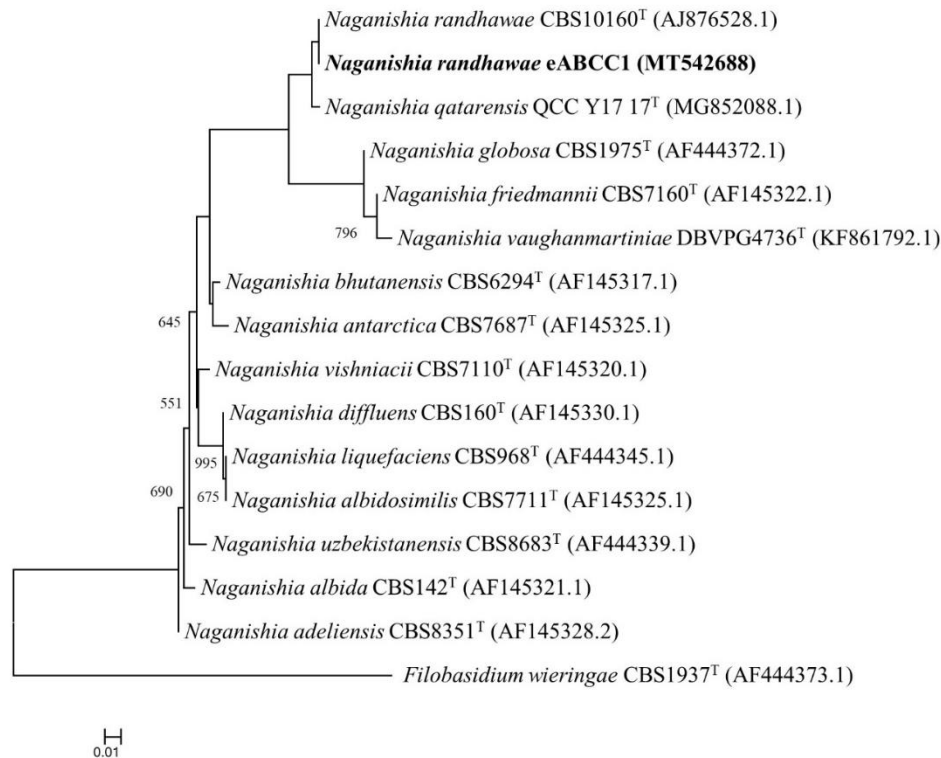 Naganishia randhawae CBS10160ᵀ (AJ876528.1)
Naganishia randhawae eABCC1 (MT542688)
Naganishia qatarensis QCC Y17 17ᵀ (MG852088.1)
Naganishia globosa CBS1975ᵀ (AF444372.1)
Naganishia friedmannii CBS7160ᵀ (AF145322.1)
796
Naganishia vaughanmartiniae DBVPG4736ᵀ (KF861792.1)
Naganishia bhutanensis CBS6294ᵀ (AF145317.1)
645
Naganishia antarctica CBS7687ᵀ (AF145325.1)
Naganishia vishniacii CBS7110ᵀ (AF145320.1)
551
Naganishia diffluens CBS160ᵀ (AF145330.1)
995
Naganishia liquefaciens CBS968ᵀ (AF444345.1)
690
675
Naganishia albidosimilis CBS7711ᵀ (AF145325.1)
Naganishia uzbekistanensis CBS8683ᵀ (AF444339.1)
Naganishia albida CBS142ᵀ (AF145321.1)
Naganishia adeliensis CBS8351ᵀ (AF145328.2)
Filobasidium wieringae CBS1937ᵀ (AF444373.1)
0.01